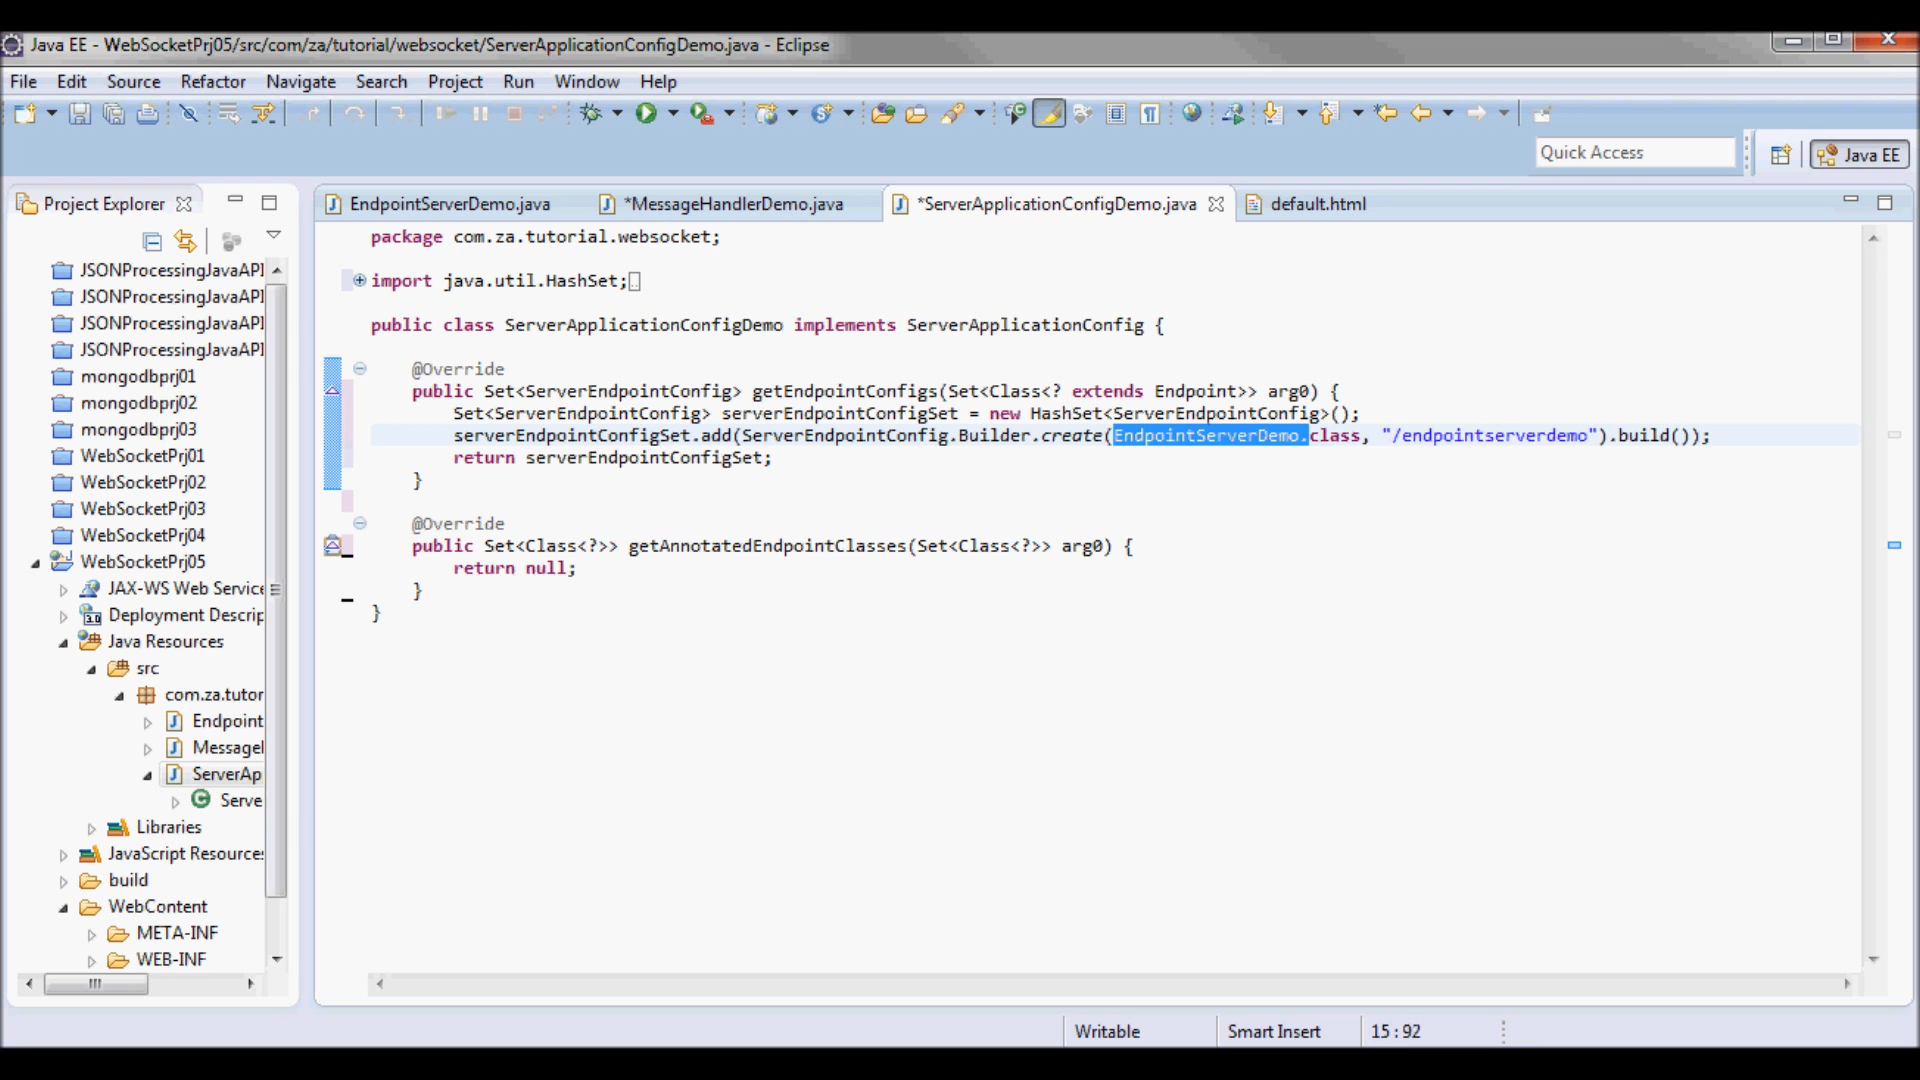 Java EE - WebSocketPrj05/src/com/za/tutorial/websocket/ServerApplicationConfigDemo.java - Eclipse
File Edit Source Refactor Navigate Search Project Run Window Help
Quick Access
Java EE
Project Explorer
JSONProcessingJavaAPI
JSONProcessingJavaAPI
JSONProcessingJavaAPI
JSONProcessingJavaAPI
mongodbprj01
mongodbprj02
mongodbprj03
WebSocketPrj01
WebSocketPrj02
WebSocketPrj03
WebSocketPrj04
WebSocketPrj05
JAX-WS Web Service
Deployment Descrip
Java Resources
src
com.za.tutor
Endpoint
Messagel
ServerAp
Serve
Libraries
JavaScript Resources
build
WebContent
META-INF
WEB-INF
EndpointServerDemo.java *MessageHandlerDemo.java *ServerApplicationConfigDemo.java default.html
package com.za.tutorial.websocket;
import java.util.HashSet;
public class ServerApplicationConfigDemo implements ServerApplicationConfig {
@Override
public Set<ServerEndpointConfig> getEndpointConfigs(Set<Class<? extends Endpoint>> arg0) {
Set<ServerEndpointConfig> serverEndpointConfigSet = new HashSet<ServerEndpointConfig>();
serverEndpointConfigSet.add(ServerEndpointConfig.Builder.create(EndpointServerDemo.class, "/endpointserverdemo").build());
return serverEndpointConfigSet;
}
@Override
public Set<Class<?>> getAnnotatedEndpointClasses(Set<Class<?>> arg0) {
return null;
}
}
Writable Smart Insert 15 : 92